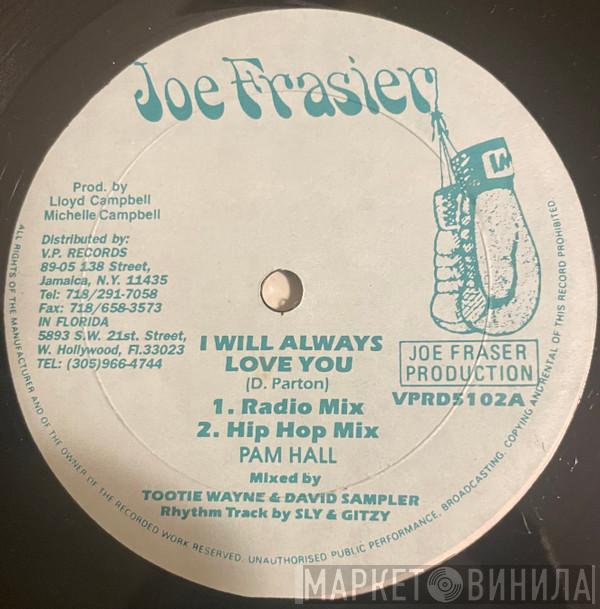 Joe Frasier
Prod. by
Lloyd Campbell
Michelle Campbell
Distributed by:
V.P. RECORDS
89-05 138 Street,
Jamaica, N.Y. 11435
Tel: 718/291-7058
Fax: 718/658-3573
IN FLORIDA
5893 S.W. 21st. Street,
W. Hollywood, Fl.33023
TEL: (305)966-4744
I WILL ALWAYS
LOVE YOU
(D. Parton)
1. Radio Mix
2. Hip Hop Mix
PAM HALL
Mixed by
TOOTIE WAYNE & DAVID SAMPLER
Rhythm Track by SLY & GITZY
JOE FRASER
PRODUCTION
VPRD5102A
ALL RIGHTS OF THE MANUFACTURER AND OF THE OWNER OF THE RECORDED WORK RESERVED. UNAUTHORISED PUBLIC PERFORMANCE, BROADCASTING, COPYING AND RENTAL OF THIS RECORD PROHIBITED
МАРКЕТ ВИНИЛА